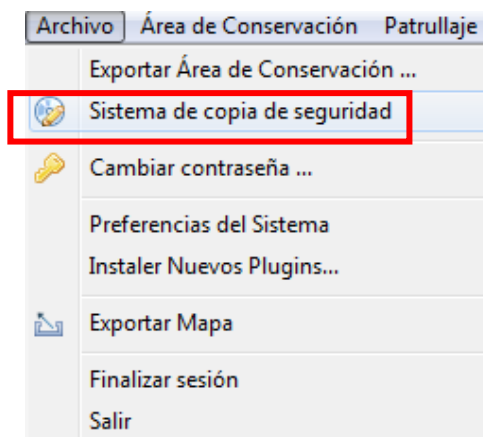 Archivo Área de Conservación Patrullaje
Exportar Área de Conservación ...
Sistema de copia de seguridad
Cambiar contraseña ...
Preferencias del Sistema
Instaler Nuevos Plugins...
Exportar Mapa
Finalizar sesión
Salir